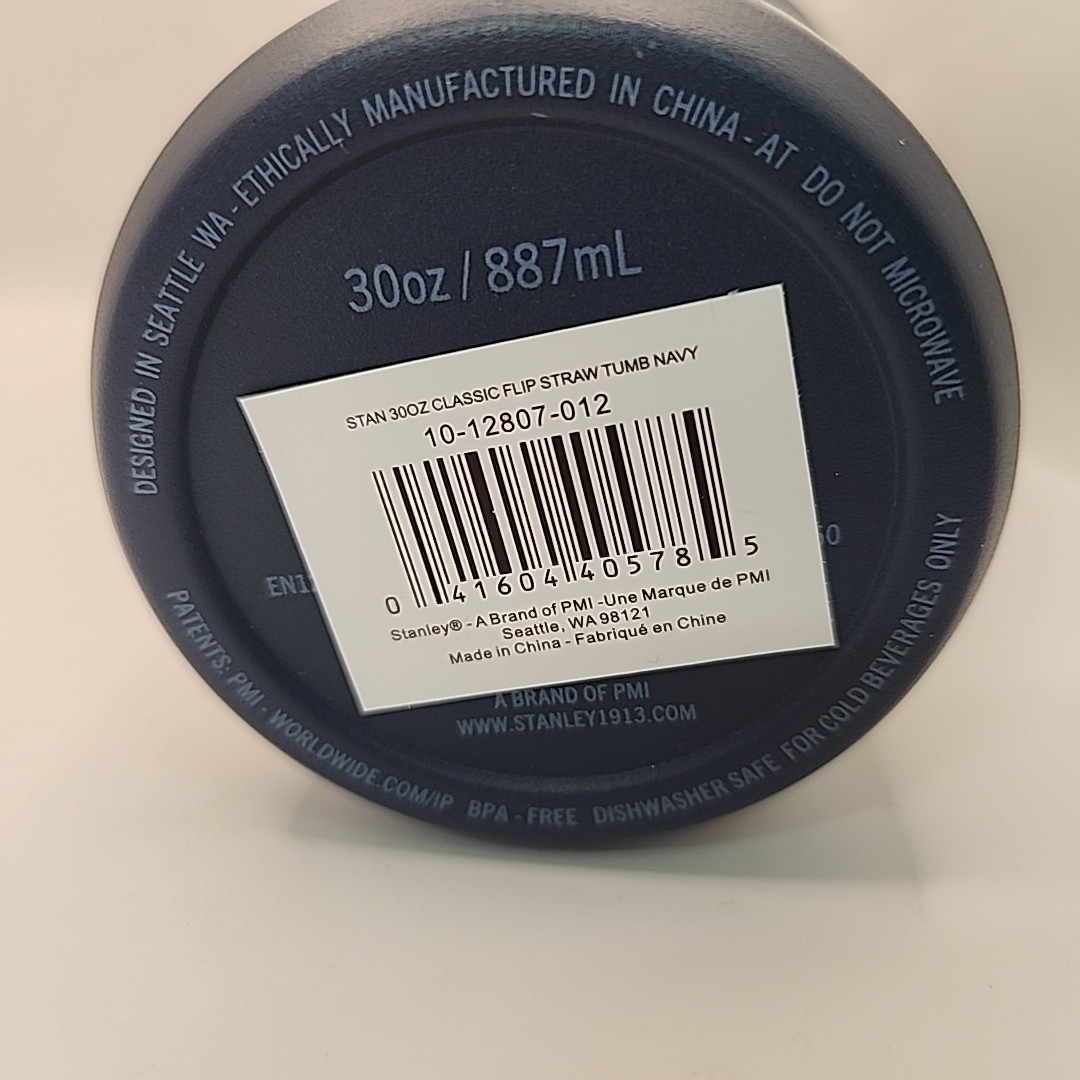 DESIGNED IN SEATTLE WA - ETHICALLY MANUFACTURED IN CHINA - AT DO NOT MICROWAVE
30oz / 887mL
STAN 30OZ CLASSIC FLIP STRAW TUMB NAVY
10-12807-012
0 41604 40578 5
Stanley® - A Brand of PMI -Une Marque de PMI
Seattle, WA 98121
Made in China - Fabriqué en Chine
A BRAND OF PMI
WWW.STANLEY1913.COM
PATENTS: PMI - WORLDWIDE.COM/IP BPA - FREE DISHWASHER SAFE FOR COLD BEVERAGES ONLY